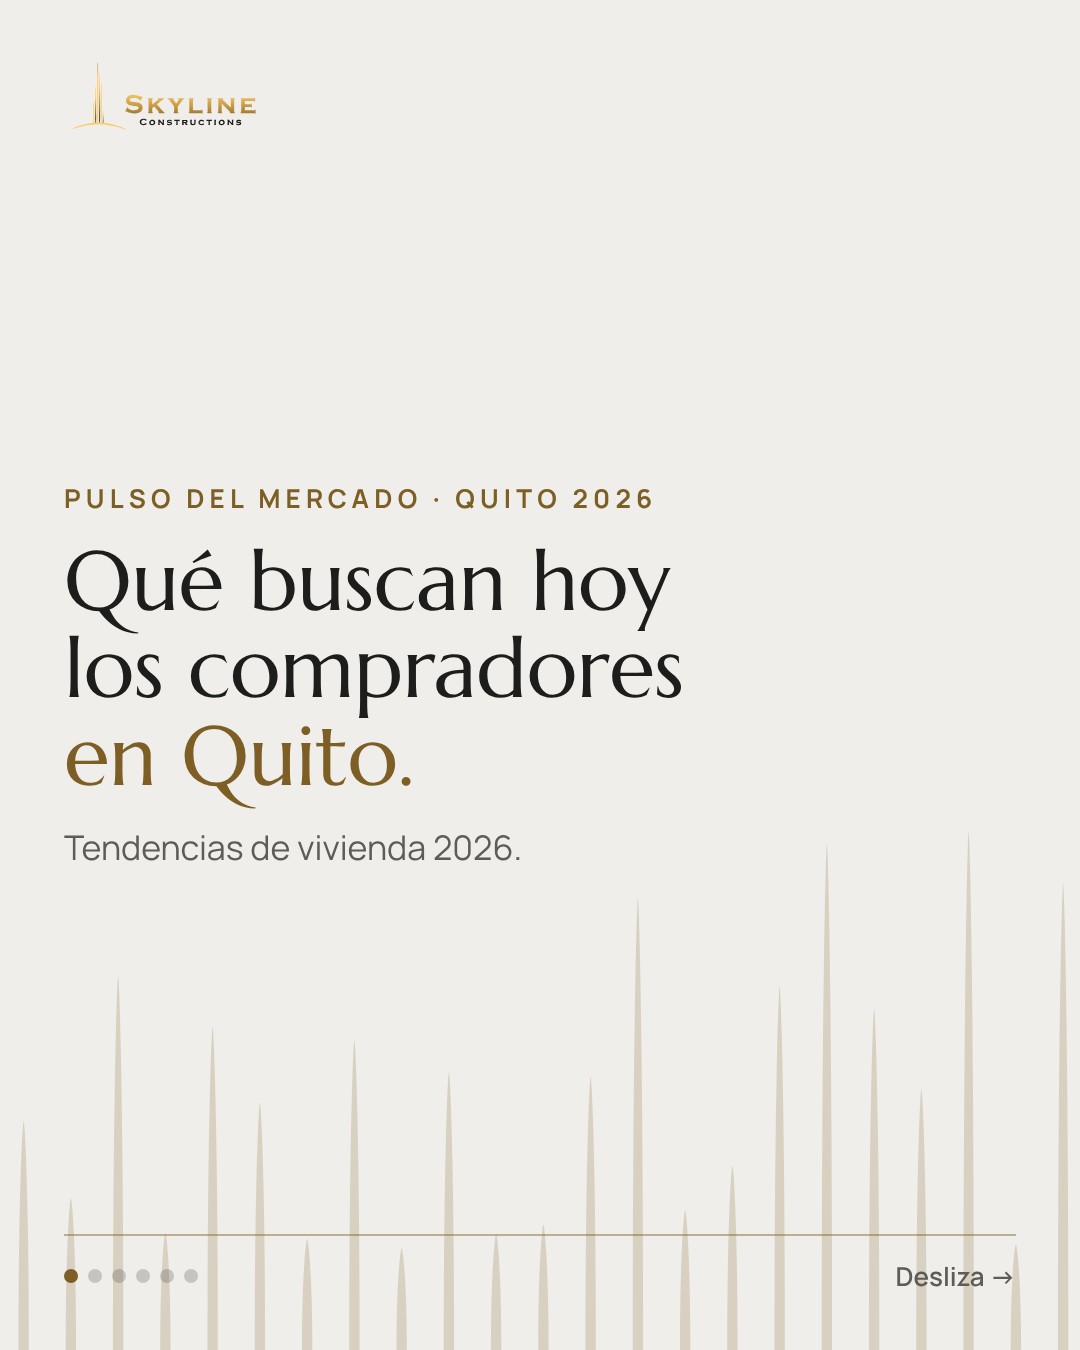 SKYLINE
CONSTRUCTIONS
PULSO DEL MERCADO · QUITO 2026
Qué buscan hoy
los compradores
en Quito.
Tendencias de vivienda 2026.
Desliza →